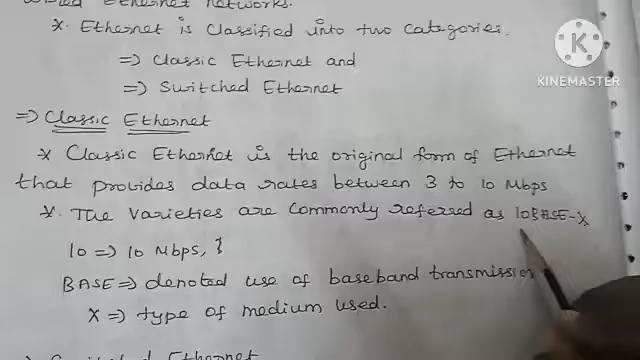 Ethernet networks.
* Ethernet is classified into two categories.
K
KINEMASTER
=> Classic Ethernet and
=> Switched Ethernet
=> Classic Ethernet
* Classic Ethernet is the original form of Ethernet
that provides data rates between 3 to 10 Mbps
* The varieties are commonly referred as 10BASE-X
10 => 10 Mbps, }
BASE => denoted use of baseband transmission
X => type of medium used.
Ethernet